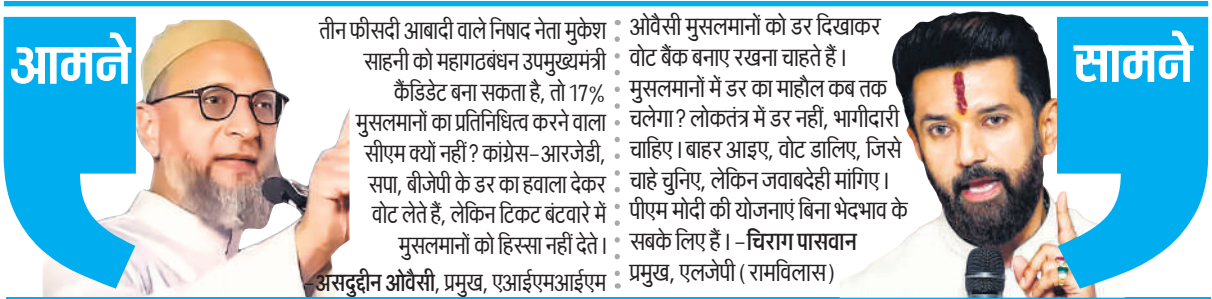 आमने
तीन फीसदी आबादी वाले निषाद नेता मुकेश
साहनी को महागठबंधन उपमुख्यमंत्री
कैंडिडेट बना सकता है, तो 17%
मुसलमानों का प्रतिनिधित्व करने वाला
सीएम क्यों नहीं? कांग्रेस-आरजेडी,
सपा, बीजेपी के डर का हवाला देकर
वोट लेते हैं, लेकिन टिकट बंटवारे में
मुसलमानों को हिस्सा नहीं देते।
-असदुद्दीन ओवैसी, प्रमुख, एआईएमआईएम
ओवैसी मुसलमानों को डर दिखाकर
वोट बैंक बनाए रखना चाहते हैं।
मुसलमानों में डर का माहौल कब तक
चलेगा? लोकतंत्र में डर नहीं, भागीदारी
चाहिए। बाहर आइए, वोट डालिए, जिसे
चाहे चुनिए, लेकिन जवाबदेही मांगिए।
पीएम मोदी की योजनाएं बिना भेदभाव के
सबके लिए हैं। -चिराग पासवान
प्रमुख, एलजेपी (रामविलास)
सामने